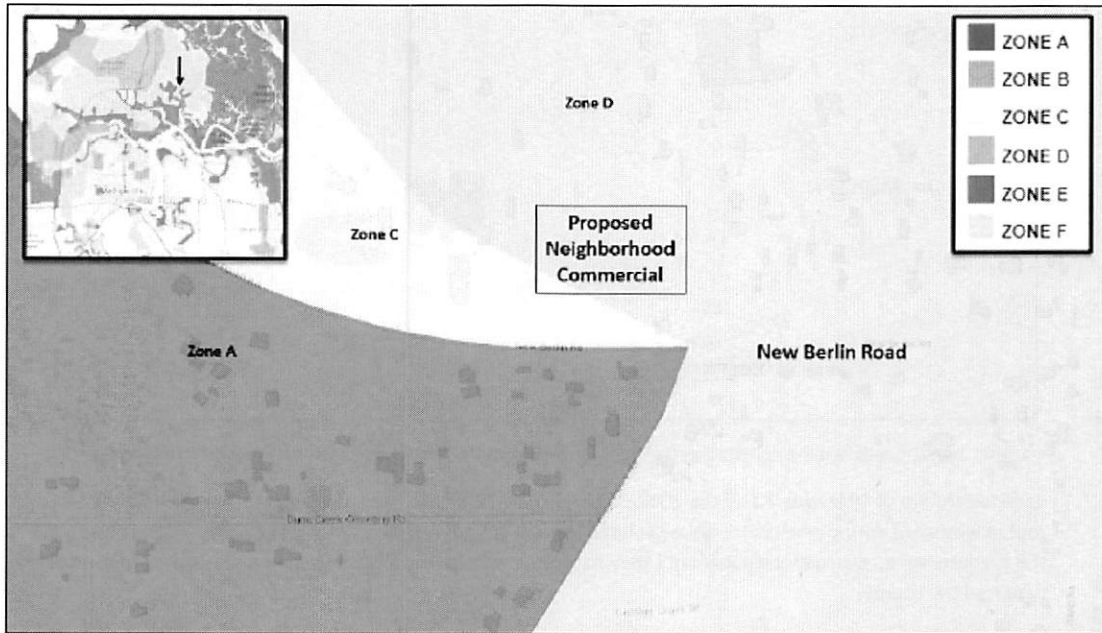 ZONE A
ZONE B
ZONE C
ZONE D
ZONE E
ZONE F
Zone D
Zone C
Proposed
Neighborhood
Commercial
Zone A
New Berlin Road